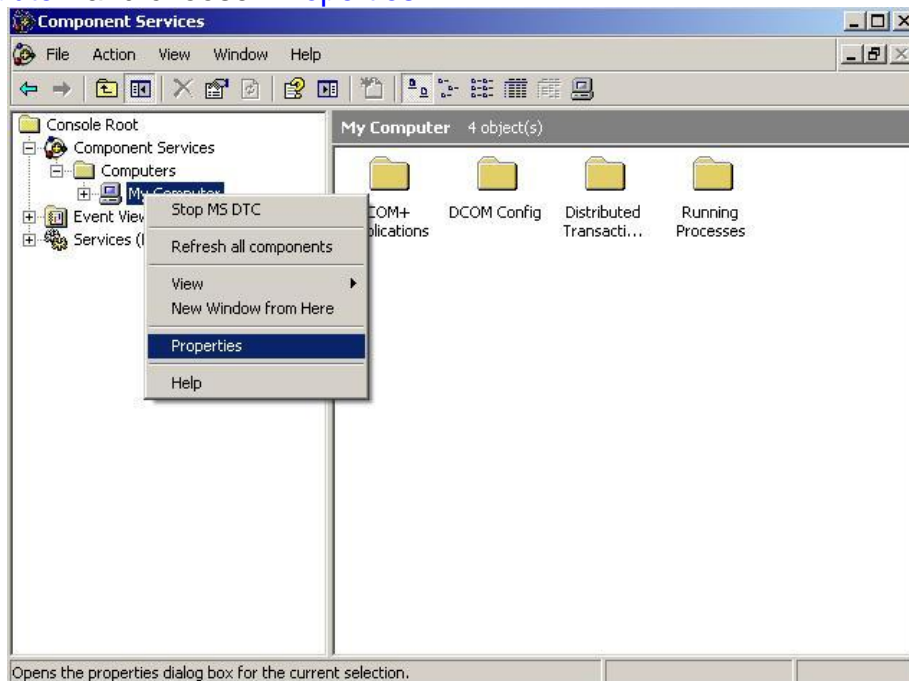 Component Services
File Action View Window Help
Console Root
Component Services
Computers
My Computer
Event View
Services (
My Computer 4 object(s)
COM+
plications
DCOM Config
Distributed
Transacti...
Running
Processes
Stop MS DTC
Refresh all components
View
New Window from Here
Properties
Help
Opens the properties dialog box for the current selection.